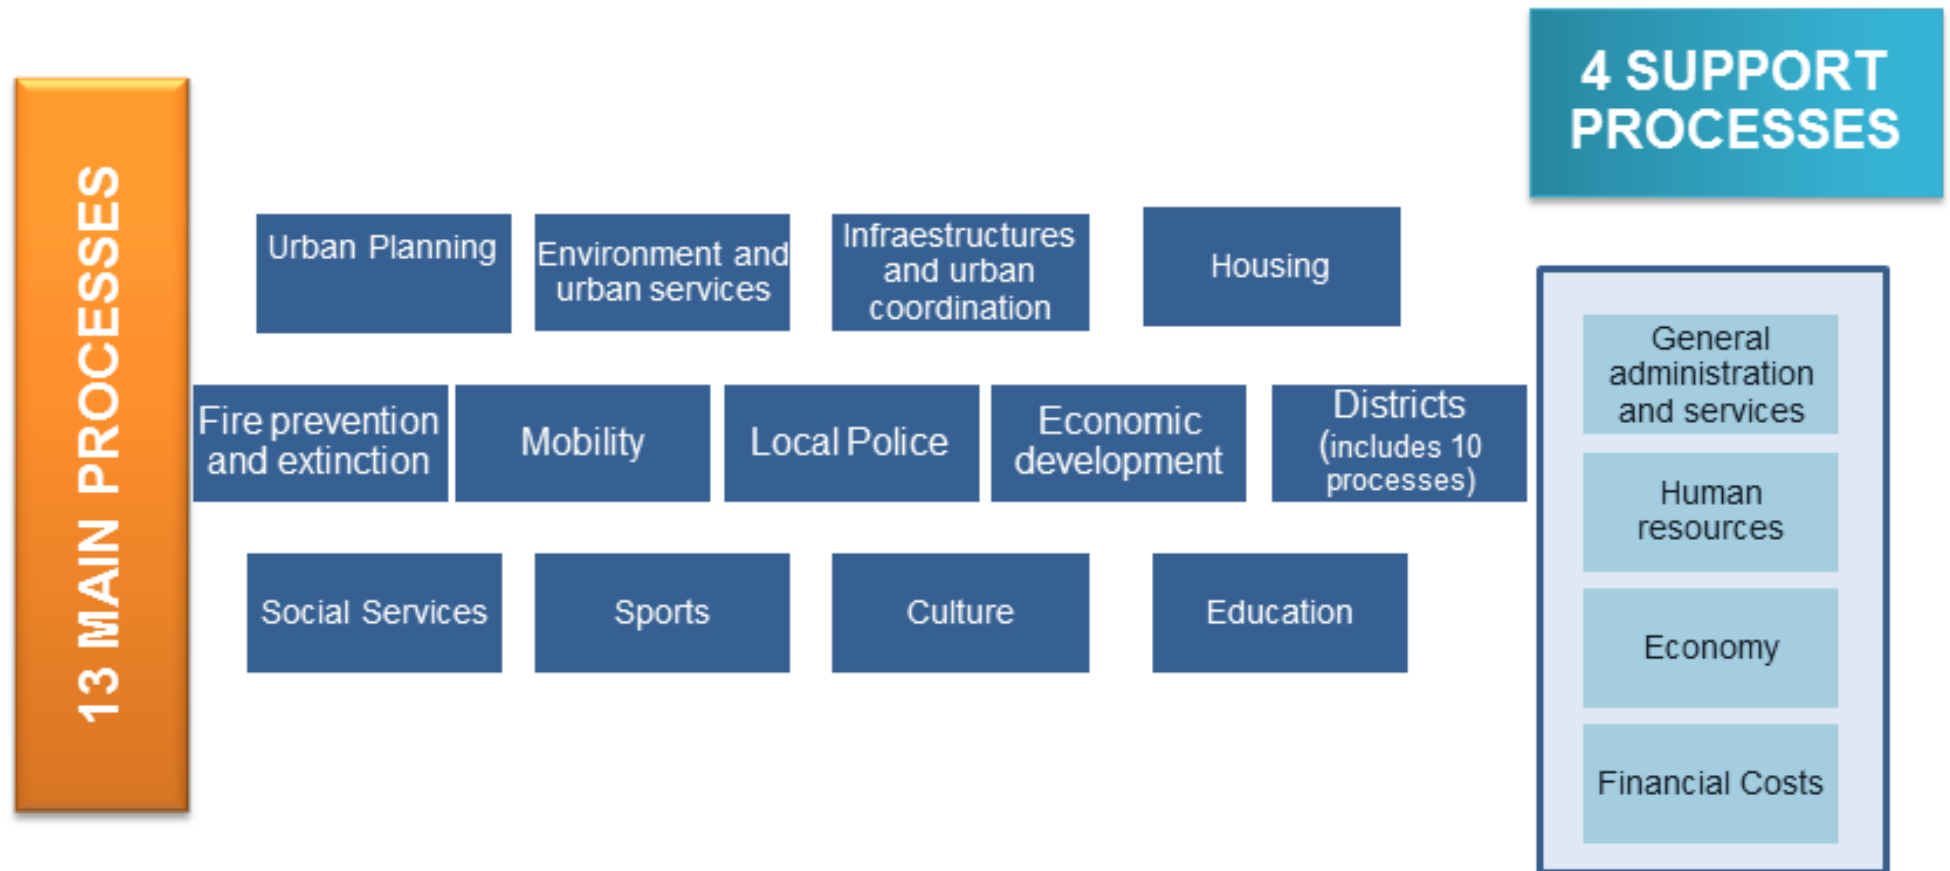 13 MAIN PROCESSES
4 SUPPORT
PROCESSES
Urban Planning
Environment and
urban services
Infraestructures
and urban
coordination
Housing
Fire prevention
and extinction
Mobility
Local Police
Economic
development
Districts
(includes 10
processes)
Social Services
Sports
Culture
Education
General
administration
and services
Human
resources
Economy
Financial Costs